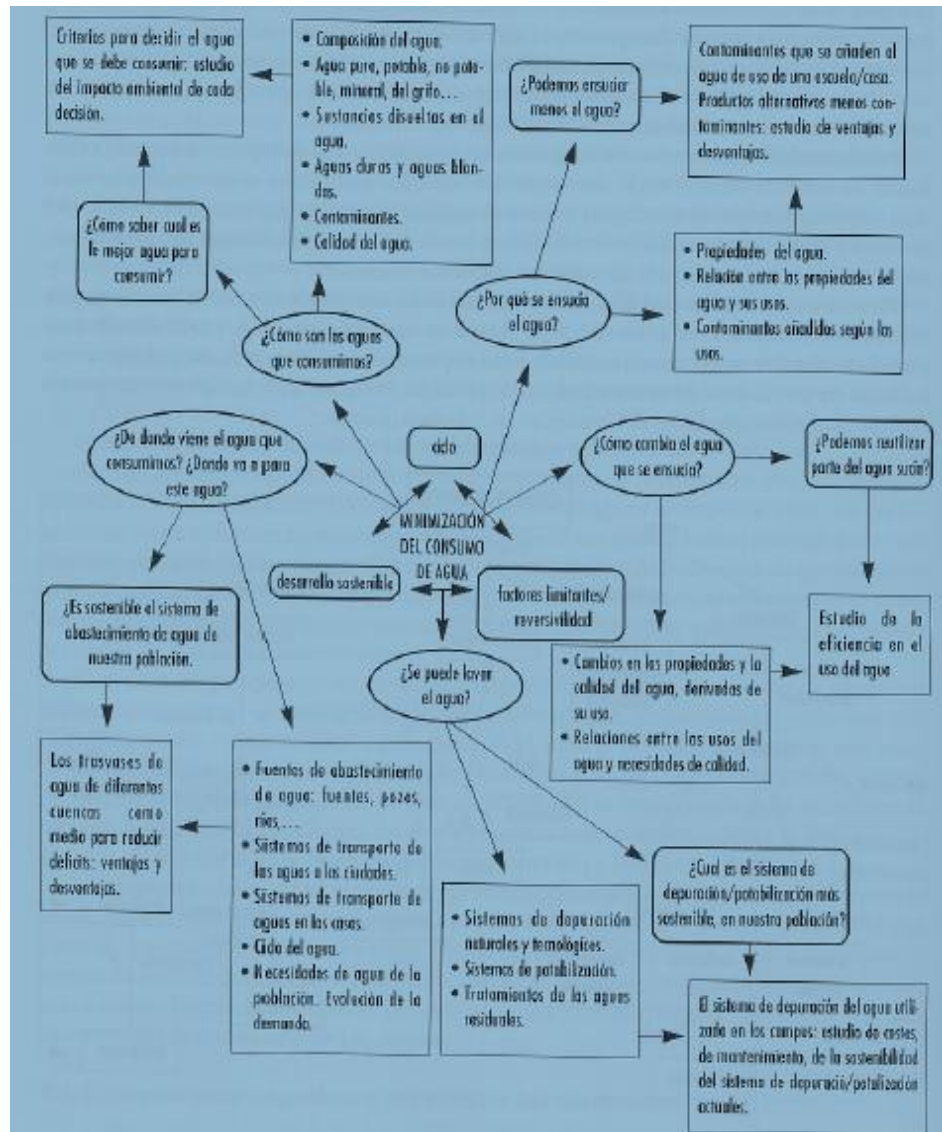 Criterios para decidir el agua
que se debe consumir: estudio
del impacto ambiental de cada
decisión.
• Composición del agua.
• Agua pura, potable, no pota-
ble, mineral, del grifo...
• Sustancias disueltas en el
agua.
• Aguas duras y aguas blan-
das.
• Contaminantes.
• Calidad del agua.
¿Podemos ensuciar
menos el agua?
Contaminantes que se añaden al
agua de uso de una escuela/casa.
Productos alternativos menos con-
taminantes: estudio de ventajas y
desventajas.
¿Cómo saber cual es
la mejor agua para
consumir?
¿Cómo son las aguas
que consumimos?
¿Por qué se ensucia
el agua?
• Propiedades del agua.
• Relación entre las propiedades del
agua y sus usos.
• Contaminantes añadidos según los
usos.
¿De donde viene el agua que
consumimos? ¿Donde va a para
este agua?
ciclo
¿Cómo cambia el agua
que se ensucia?
¿Podemos reutilizar
parte del agua sucia?
MINIMIZACIÓN
DEL CONSUMO
DE AGUA
desarrollo sostenible
factores limitantes/
reversivilidad
¿Es sostenible el sistema de
abastecimiento de agua de
nuestra población.
¿Se puede lavar
el agua?
• Cambios en las propiedades y la
calidad del agua, derivadas de
su uso.
• Relaciones entre los usos del
agua y necesidades de calidad.
Estudio de la
eficiencia en el
uso del agua
Los trasvases de
agua de diferentes
cuencas como
medio para reducir
déficits: ventajas y
desventajas.
• Fuentes de abastecimiento
de agua: fuentes, pozos,
ríos,...
• Sistemas de transporte de
las aguas a las ciudades.
• Sistemas de transporte de
aguas en las casas.
• Ciclo del agua.
• Necesidades de agua de la
población. Evolución de la
demanda.
• Sistemas de depuración
naturales y tecnológicos.
• Sistemas de potabilización.
• Tratamientos de las aguas
residuales.
¿Cual es el sistema de
depuración/potabilización más
sostenible, en nuestra población?
El sistema de depuración del agua utili-
zada en los campos: estudio de costes,
de mantenimiento, de la sostenibilidad
del sistema de depuració/potalización
actuales.